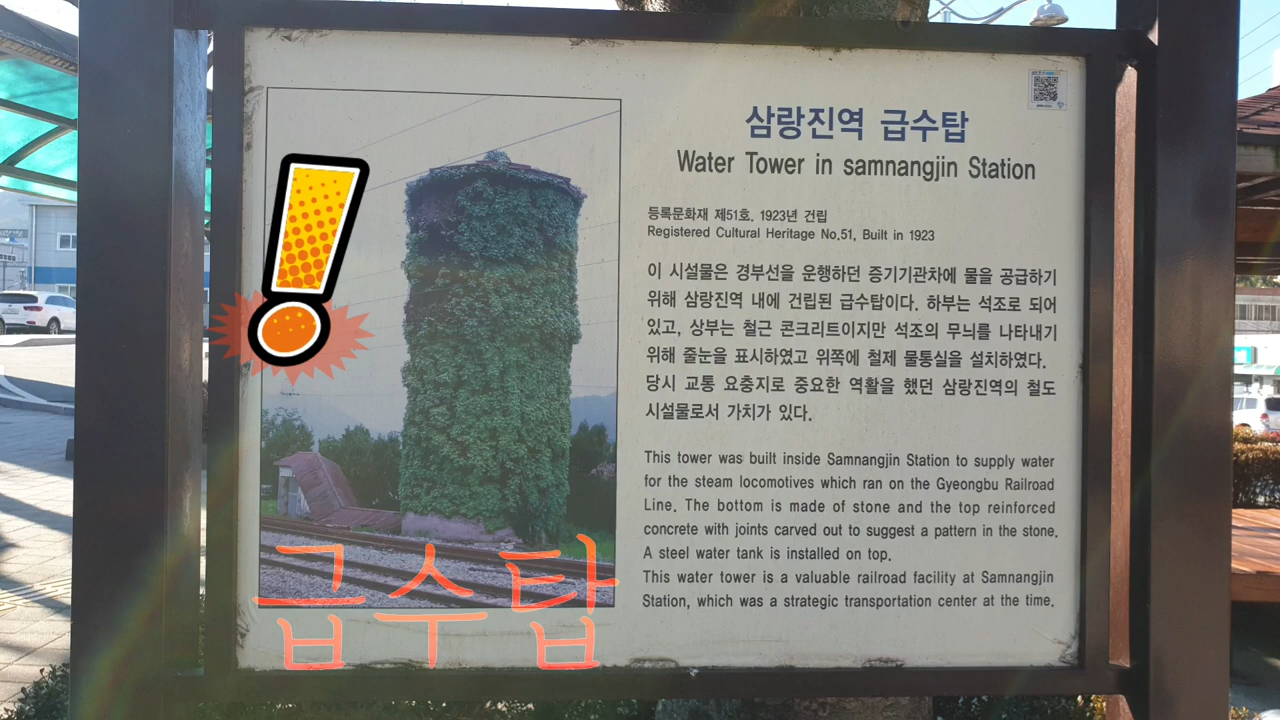 삼랑진역 급수탑
Water Tower in samnangjin Station
등록문화재 제51호. 1923년 건립
Registered Cultural Heritage No.51, Built in 1923
이 시설물은 경부선을 운행하던 증기기관차에 물을 공급하기
위해 삼랑진역 내에 건립된 급수탑이다. 하부는 석조로 되어
있고, 상부는 철근 콘크리트이지만 석조의 무늬를 나타내기
위해 줄눈을 표시하였고 위쪽에 철제 물통실을 설치하였다.
당시 교통 요충지로 중요한 역활을 했던 삼랑진역의 철도
시설물로서 가치가 있다.
This tower was built inside Samnangjin Station to supply water
for the steam locomotives which ran on the Gyeongbu Railroad
Line. The bottom is made of stone and the top reinforced
concrete with joints carved out to suggest a pattern in the stone.
A steel water tank is installed on top.
This water tower is a valuable railroad facility at Samnangjin
Station, which was a strategic transportation center at the time.
급수탑